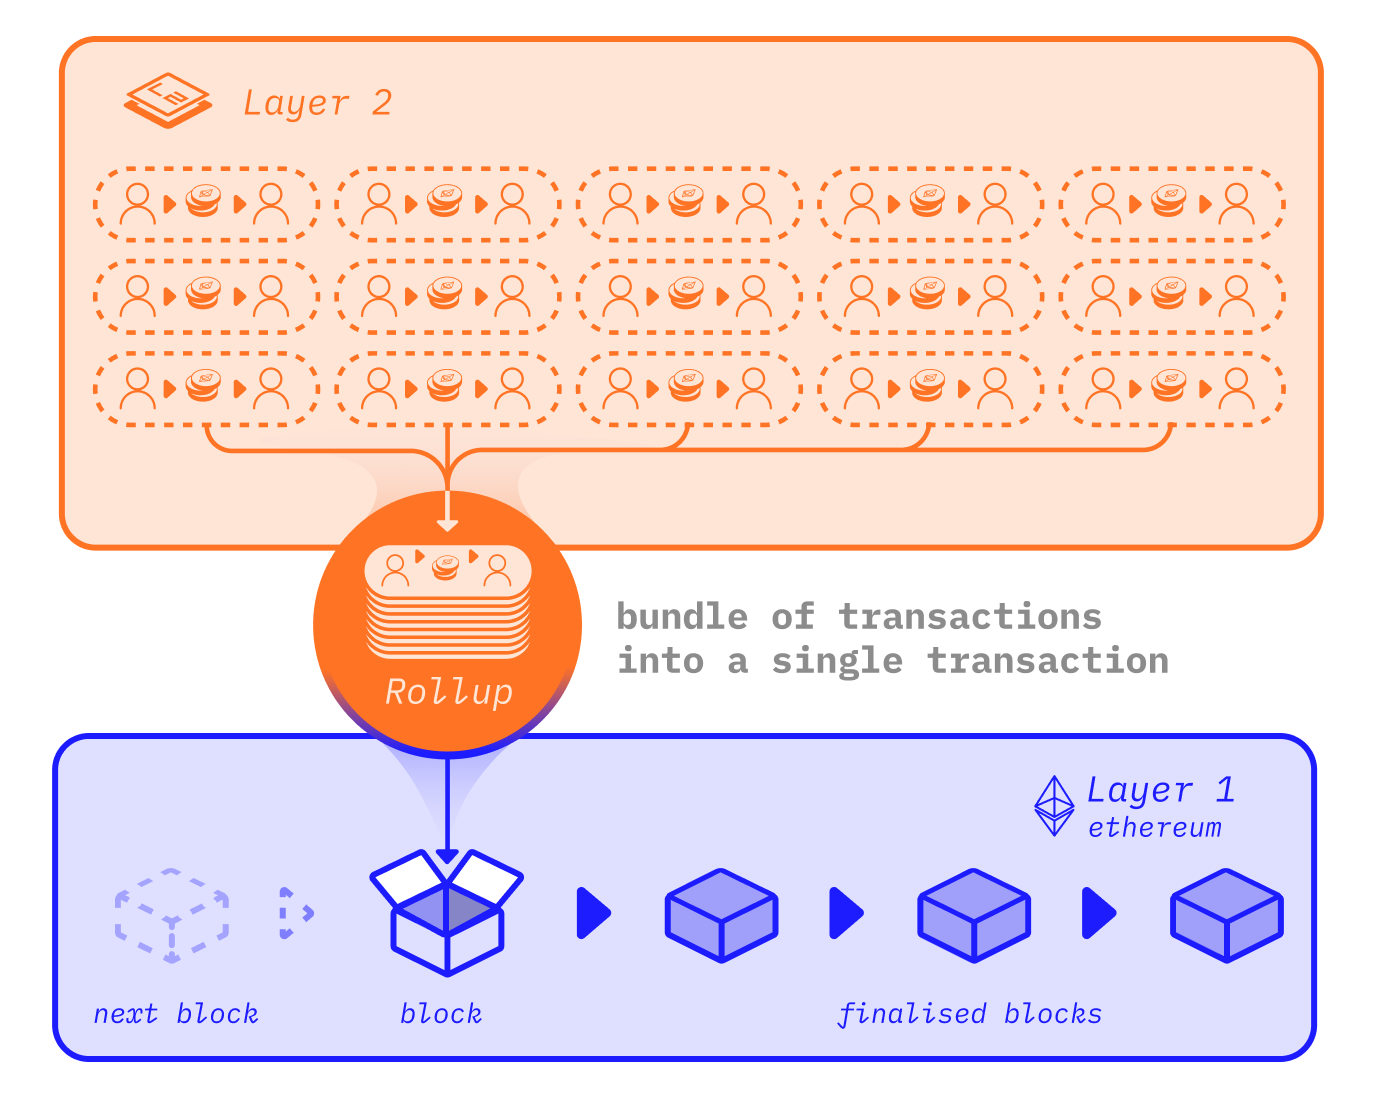 Layer 2
Rollup
bundle of transactions
into a single transaction
Layer 1
ethereum
next block
block
finalised blocks